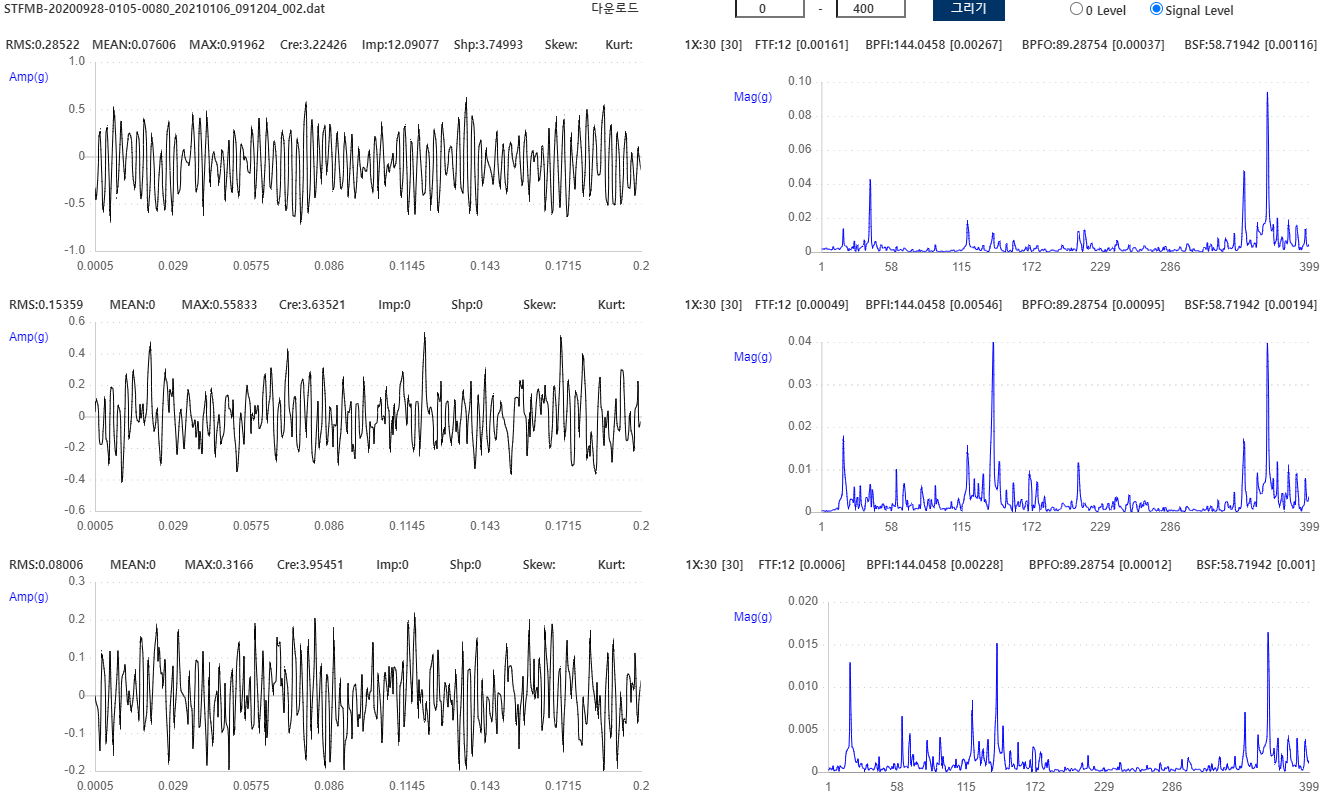 STFMB-20200928-0105-0080_20210106_091204_002.dat 다운로드 0 - 400 그리기 0 Level Signal Level
RMS:0.28522 MEAN:0.07606 MAX:0.91962 Cre:3.22426 Imp:12.09077 Shp:3.74993 Skew: Kurt:
Amp(g)
1.0
0.5
0
-0.5
-1.0
0.0005 0.029 0.0575 0.086 0.1145 0.143 0.1715 0.2
1X:30 [30] FTF:12 [0.00161] BPFI:144.0458 [0.00267] BPFO:89.28754 [0.00037] BSF:58.71942 [0.00116]
Mag(g)
0.10
0.08
0.06
0.04
0.02
0
1 58 115 172 229 286 399
RMS:0.15359 MEAN:0 MAX:0.55833 Cre:3.63521 Imp:0 Shp:0 Skew: Kurt:
Amp(g)
0.6
0.4
0.2
0
-0.2
-0.4
-0.6
0.0005 0.029 0.0575 0.086 0.1145 0.143 0.1715 0.2
1X:30 [30] FTF:12 [0.00049] BPFI:144.0458 [0.00546] BPFO:89.28754 [0.00095] BSF:58.71942 [0.00194]
Mag(g)
0.04
0.03
0.02
0.01
0
1 58 115 172 229 286 399
RMS:0.08006 MEAN:0 MAX:0.3166 Cre:3.95451 Imp:0 Shp:0 Skew: Kurt:
Amp(g)
0.3
0.2
0.1
0
-0.1
-0.2
0.0005 0.029 0.0575 0.086 0.1145 0.143 0.1715 0.2
1X:30 [30] FTF:12 [0.0006] BPFI:144.0458 [0.00228] BPFO:89.28754 [0.00012] BSF:58.71942 [0.001]
Mag(g)
0.020
0.015
0.010
0.005
0
1 58 115 172 229 286 399